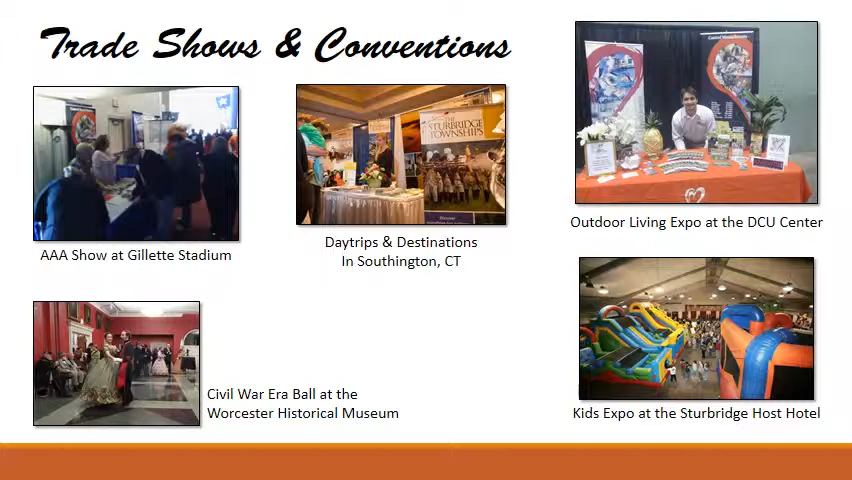 Trade Shows & Conventions
AAA Show at Gillette Stadium
THE
STURBRIDGE
TOWNSHIPS
Daytrips & Destinations
In Southington, CT
Central Massachusetts
Outdoor Living Expo at the DCU Center
Civil War Era Ball at the
Worcester Historical Museum
Kids Expo at the Sturbridge Host Hotel